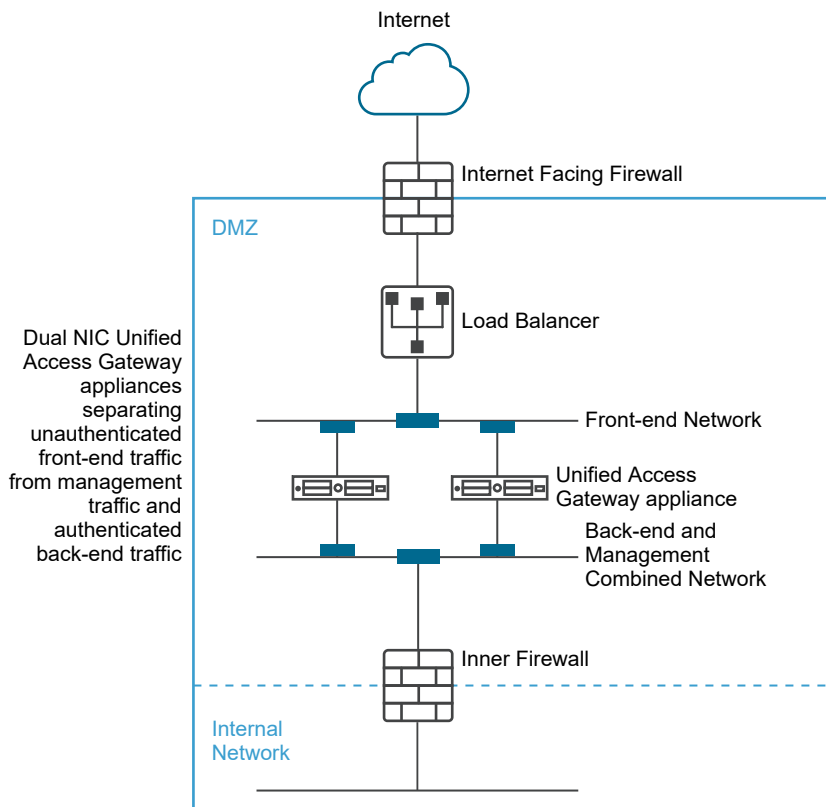 Internet
Internet Facing Firewall
DMZ
Load Balancer
Dual NIC Unified
Access Gateway
appliances
separating
unauthenticated
front-end traffic
from management
traffic and
authenticated
back-end traffic
Front-end Network
Unified Access
Gateway appliance
Back-end and
Management
Combined Network
Inner Firewall
Internal
Network